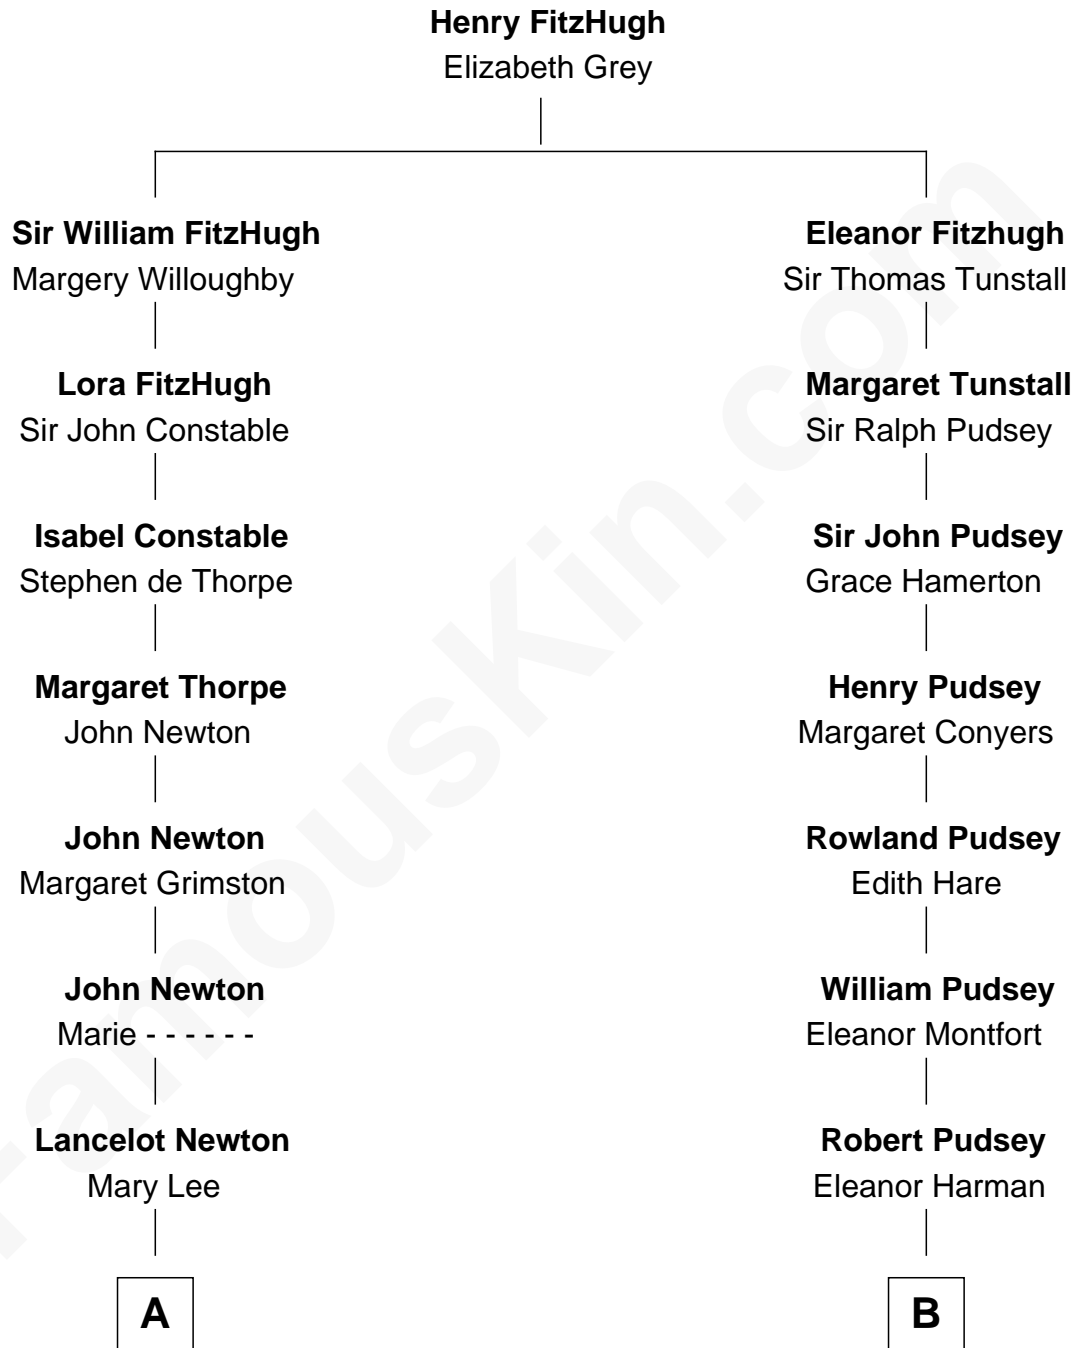 Henry FitzHugh
Elizabeth Grey
Sir William FitzHugh
Margery Willoughby
Eleanor Fitzhugh
Sir Thomas Tunstall
Lora FitzHugh
Sir John Constable
Margaret Tunstall
Sir Ralph Pudsey
Isabel Constable
Stephen de Thorpe
Sir John Pudsey
Grace Hamerton
Margaret Thorpe
John Newton
Henry Pudsey
Margaret Conyers
John Newton
Margaret Grimston
Rowland Pudsey
Edith Hare
John Newton
Marie - - - - - -
William Pudsey
Eleanor Montfort
Lancelot Newton
Mary Lee
Robert Pudsey
Eleanor Harman
A
B
FamousKin.com